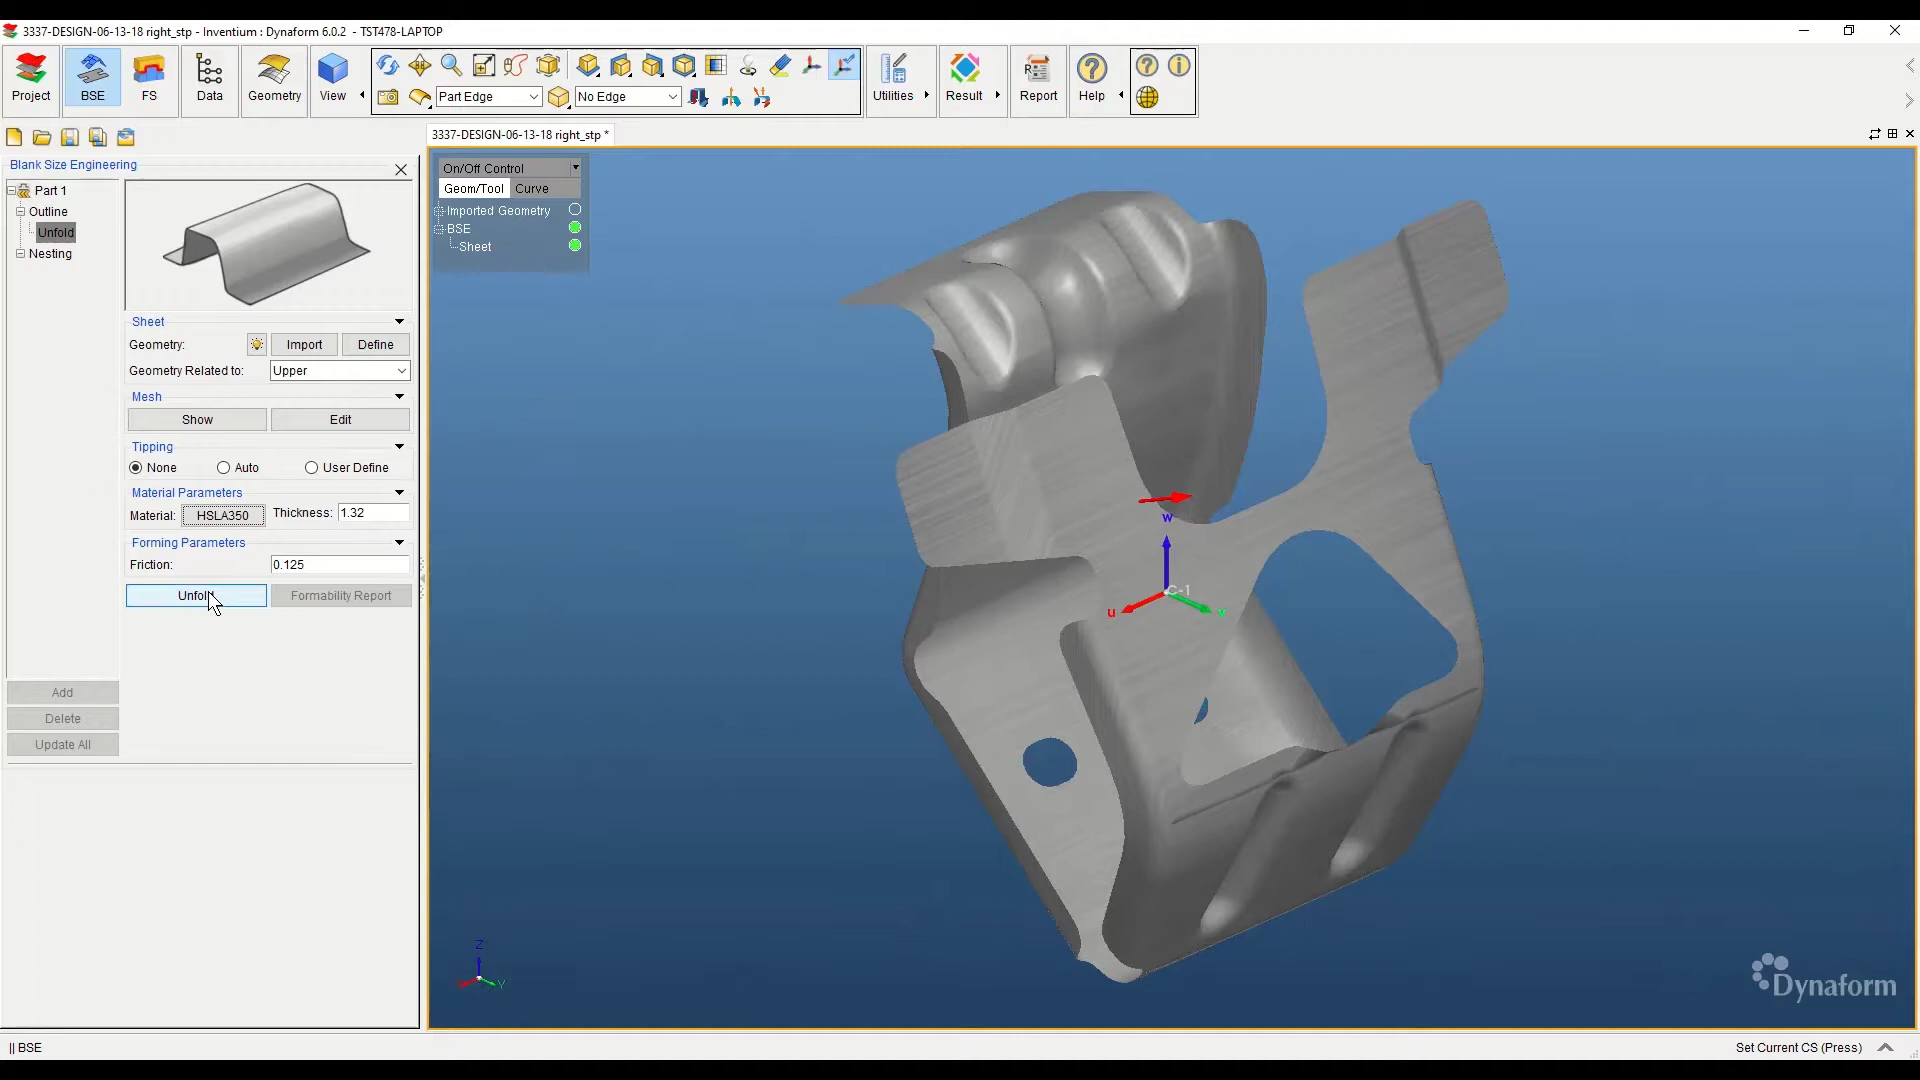 3337-DESIGN-06-13-18 right_stp - Inventium : Dynaform 6.0.2 - TST478-LAPTOP
Project
BSE
FS
Data
Geometry
View
Part Edge
No Edge
Utilities
Result
Report
Help
3337-DESIGN-06-13-18 right_stp *
Blank Size Engineering
Part 1
Outline
Unfold
Nesting
Sheet
Geometry:
Import
Define
Geometry Related to:
Upper
Mesh
Show
Edit
Tipping
None
Auto
User Define
Material Parameters
Material:
HSLA350
Thickness:
1.32
Forming Parameters
Friction:
0.125
Unfold
Formability Report
Add
Delete
Update All
On/Off Control
Geom/Tool
Curve
Imported Geometry
BSE
Sheet
w
C-1
u
v
Z
Y
Dynaform
|| BSE
Set Current CS (Press)